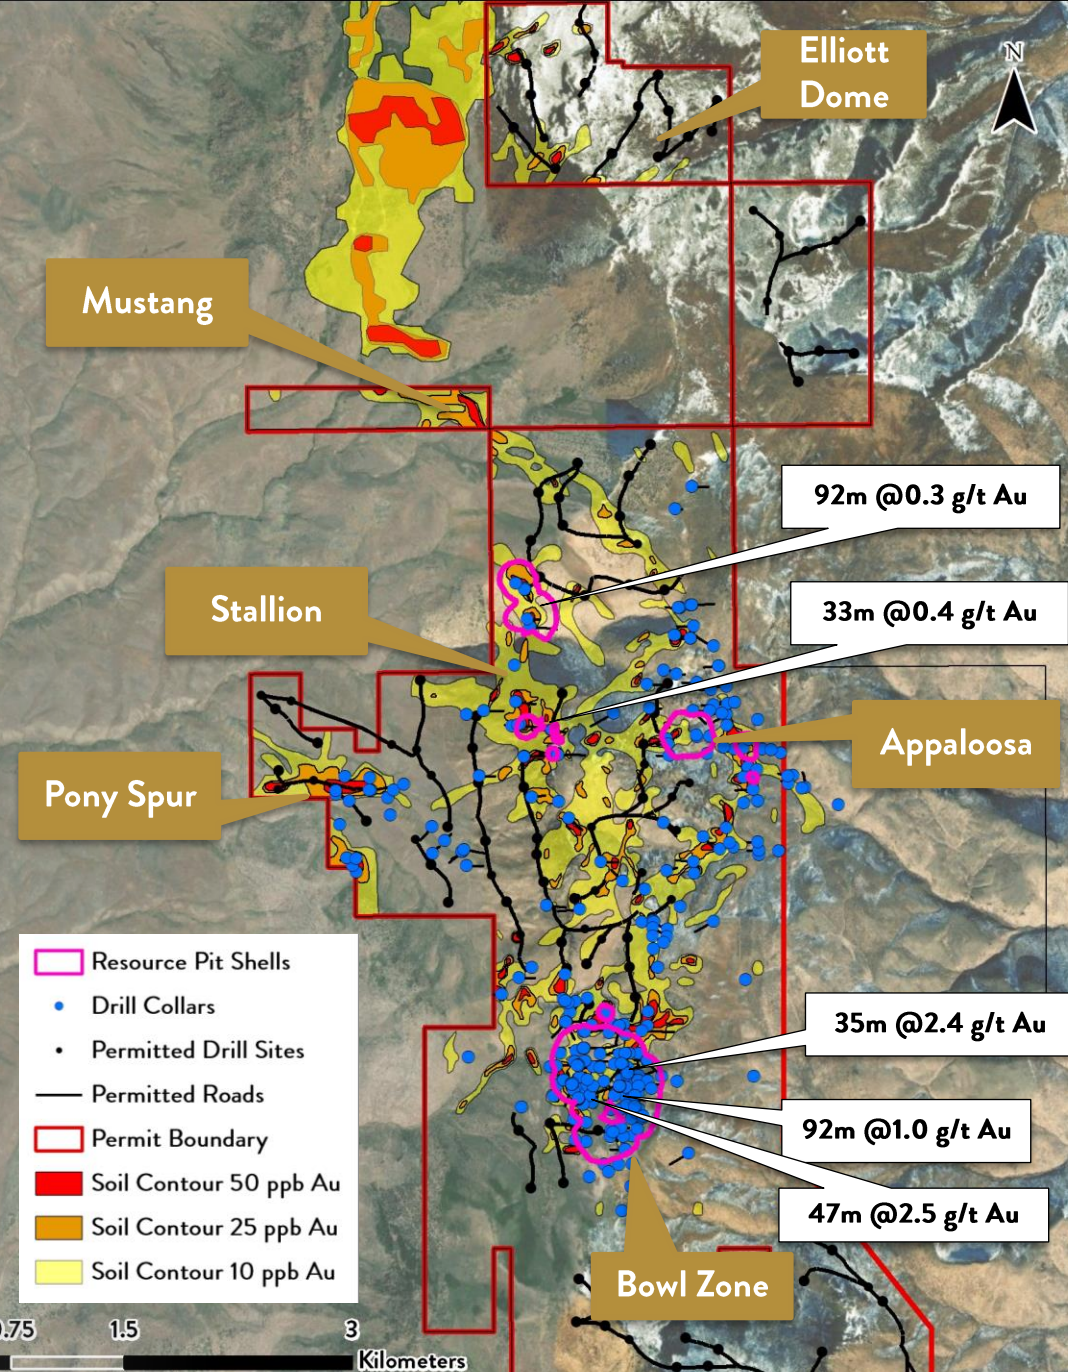 Elliott
Dome
N
Mustang
92m @0.3 g/t Au
Stallion
33m @0.4 g/t Au
Appaloosa
Pony Spur
Resource Pit Shells
Drill Collars
Permitted Drill Sites
Permitted Roads
Permit Boundary
Soil Contour 50 ppb Au
Soil Contour 25 ppb Au
Soil Contour 10 ppb Au
35m @2.4 g/t Au
92m @1.0 g/t Au
47m @2.5 g/t Au
Bowl Zone
.75 1.5 3
Kilometers